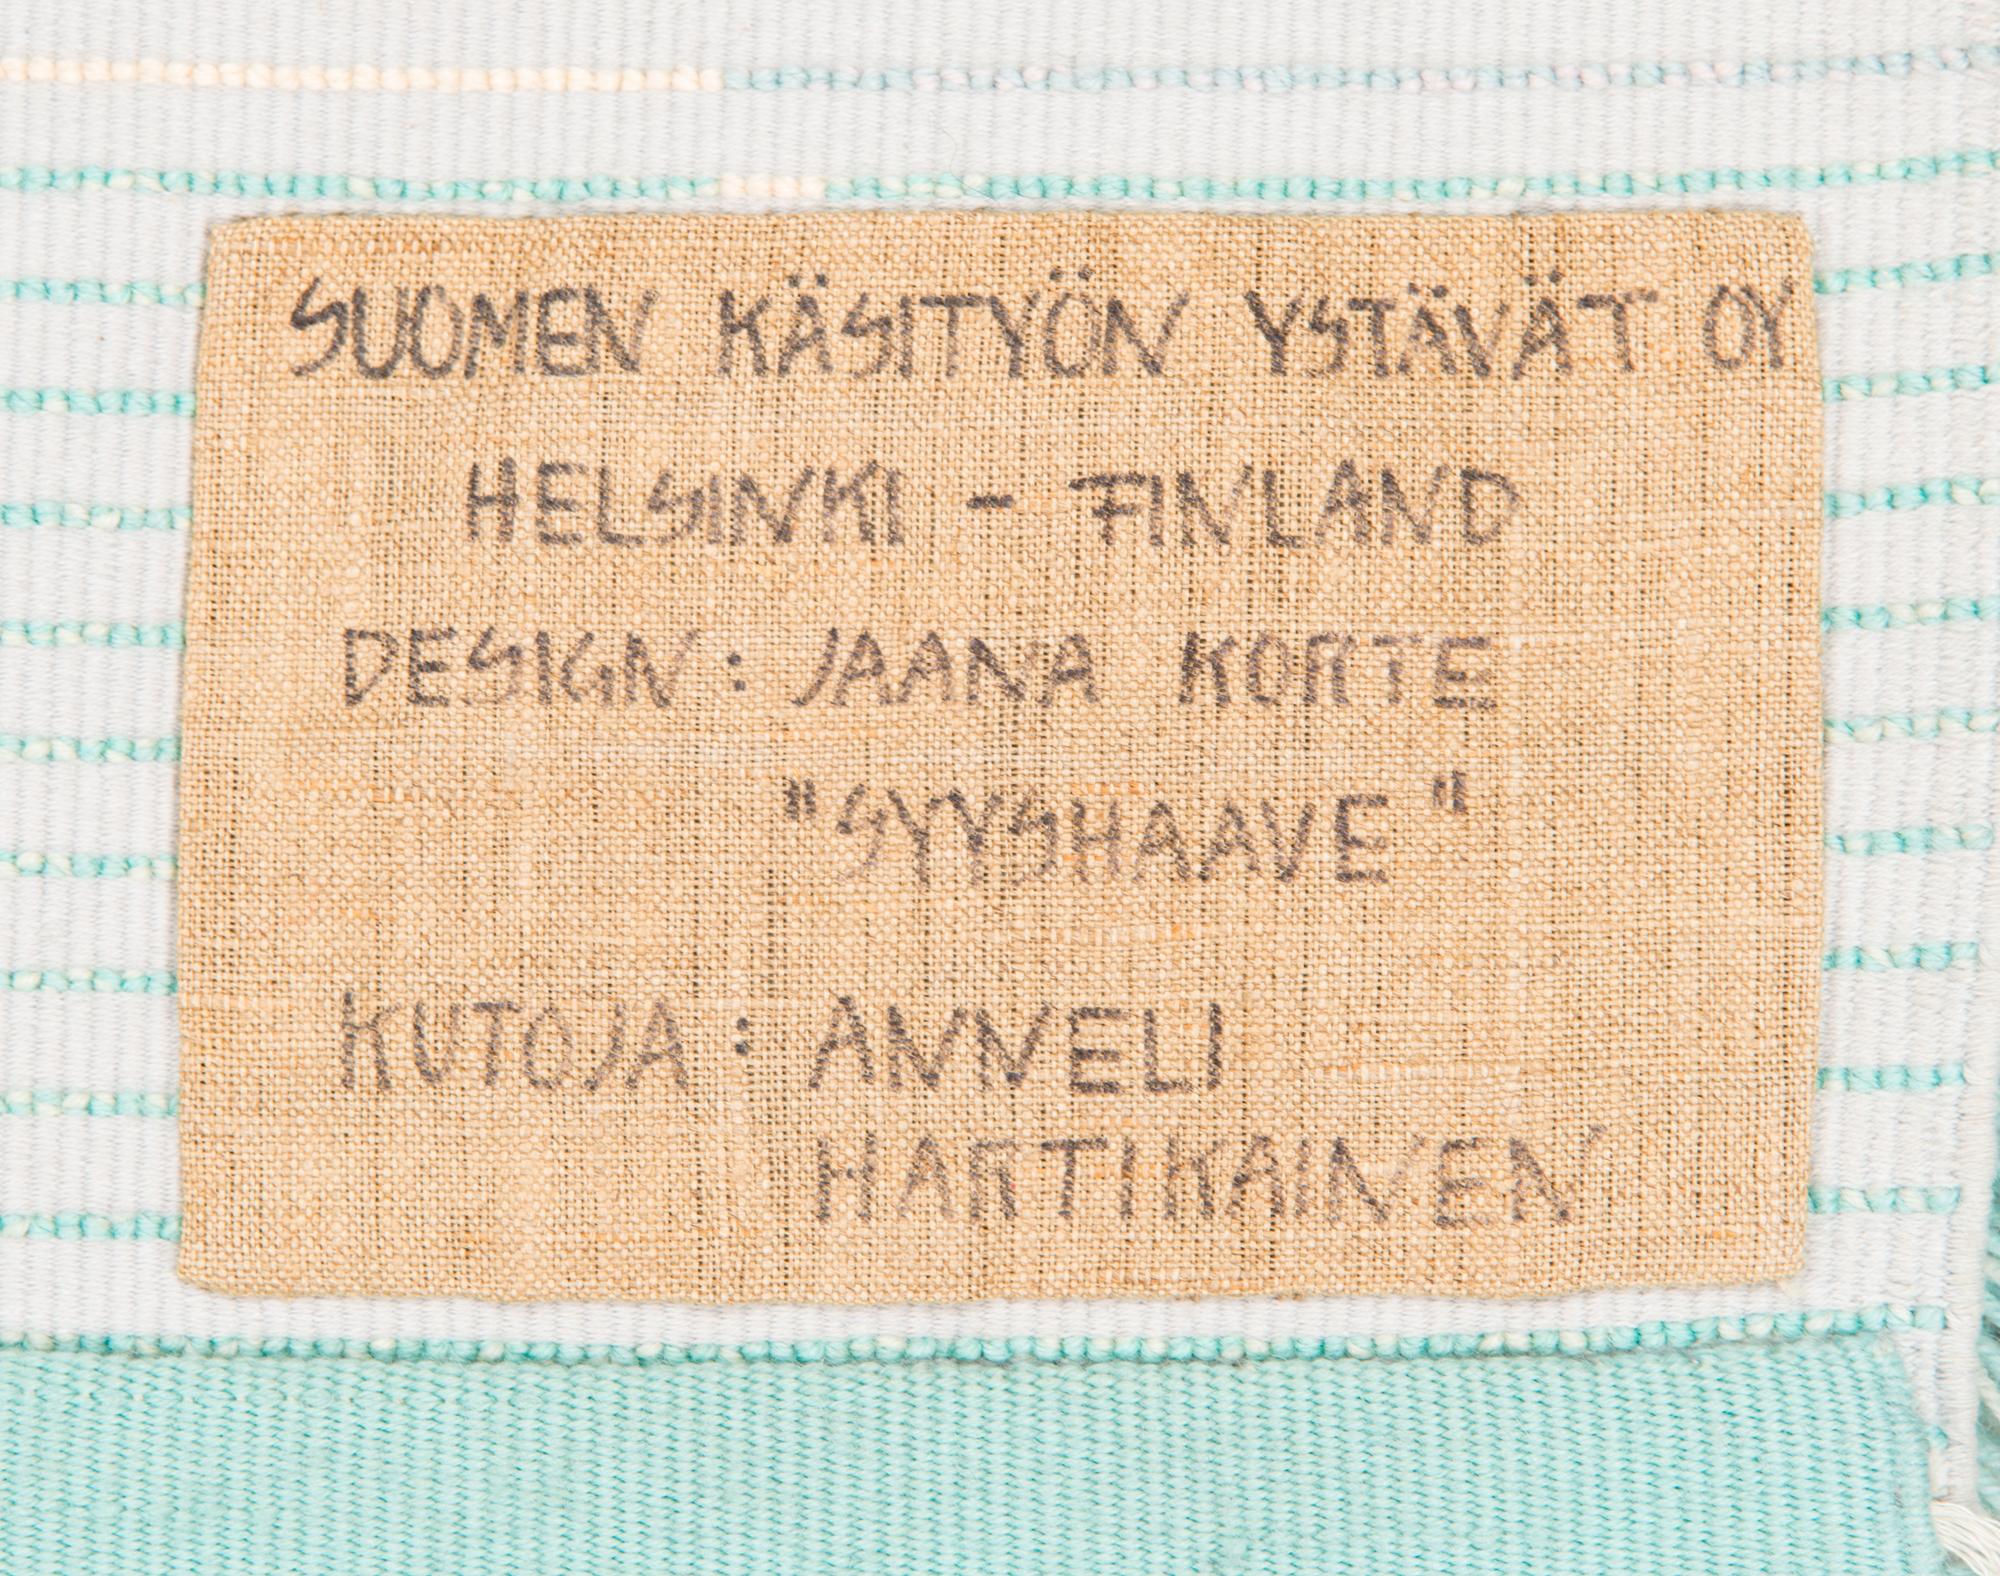 SUOMEN KÄSITYÖN YSTÄVÄT OY
HELSINKI - FINLAND
DESIGN: JAANA KORTE
"SYYSHAAVE"
KUTOJA: ANNELI
HARTIKAINEN